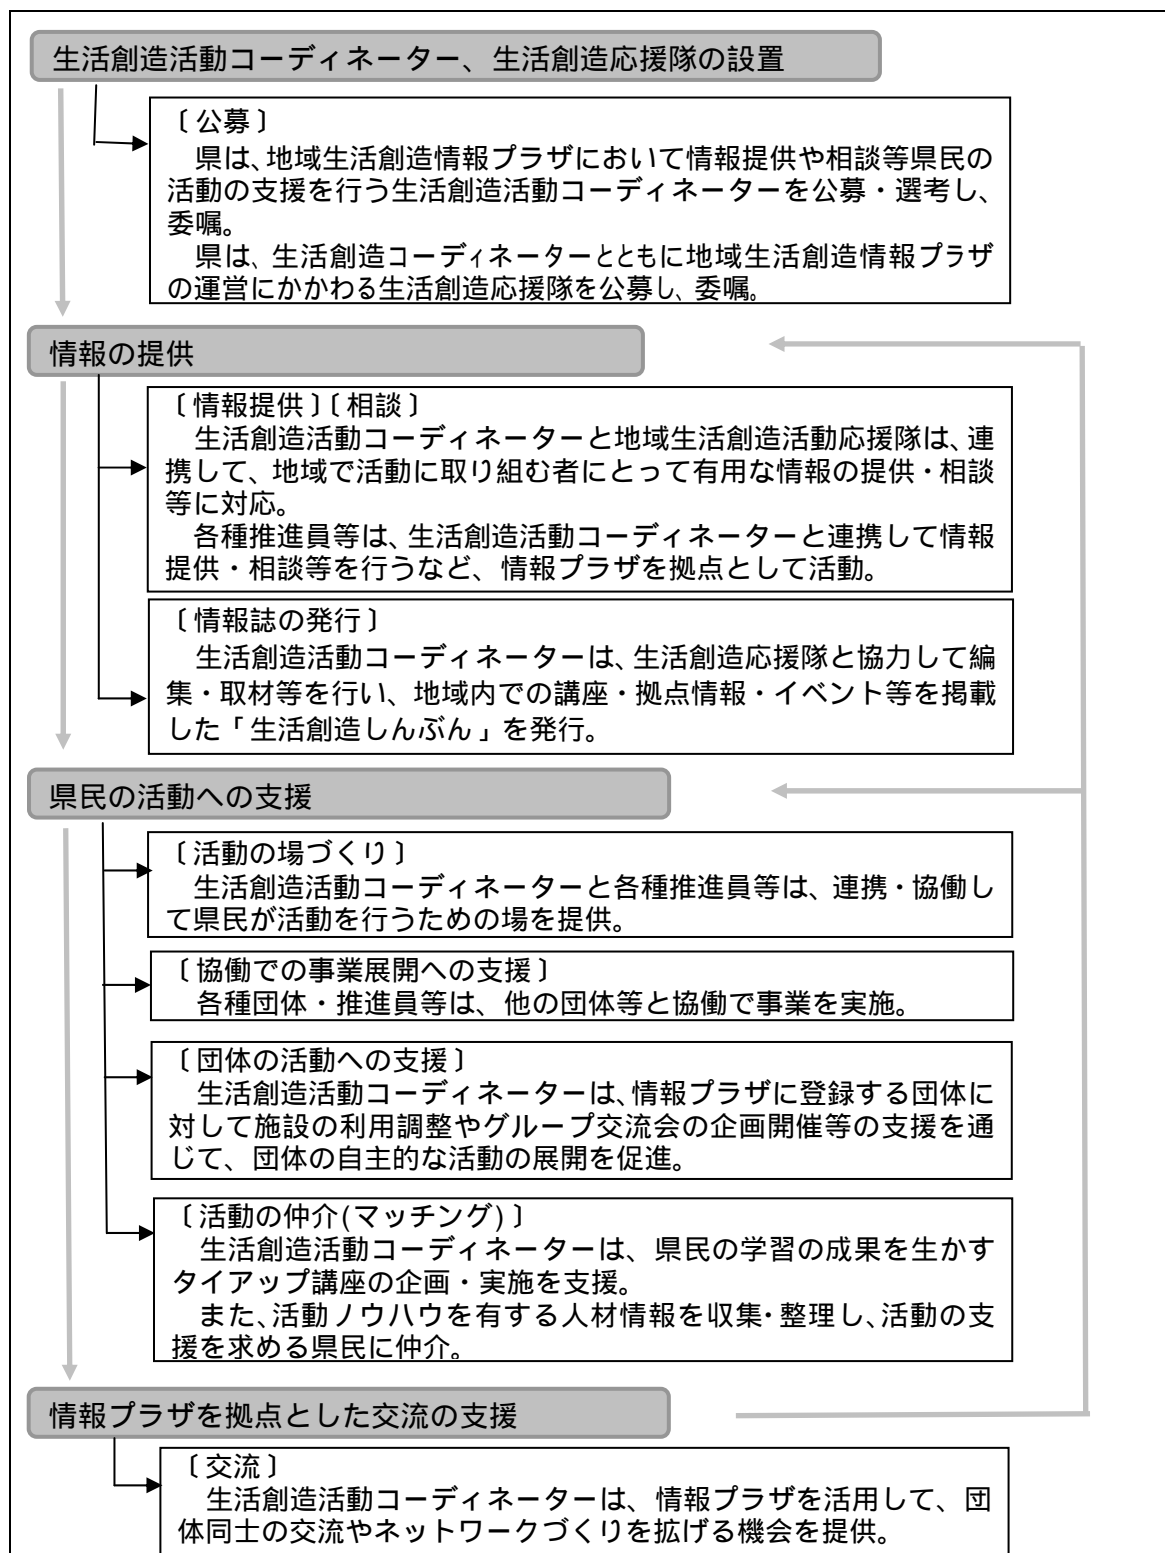 生活創造活動コーディネーター、生活創造応援隊の設置
〔公募〕
県は、地域生活創造情報プラザにおいて情報提供や相談等県民の
活動の支援を行う生活創造活動コーディネーターを公募・選考し、
委嘱。
県は、生活創造コーディネーターとともに地域生活創造情報プラザ
の運営にかかわる生活創造応援隊を公募し、委嘱。
情報の提供
〔情報提供〕〔相談〕
生活創造活動コーディネーターと地域生活創造活動応援隊は、連
携して、地域で活動に取り組む者にとって有用な情報の提供・相談
等に対応。
各種推進員等は、生活創造活動コーディネーターと連携して情報
提供・相談等を行うなど、情報プラザを拠点として活動。
〔情報誌の発行〕
生活創造活動コーディネーターは、生活創造応援隊と協力して編
集・取材等を行い、地域内での講座・拠点情報・イベント等を掲載
した「生活創造しんぶん」を発行。
県民の活動への支援
〔活動の場づくり〕
生活創造活動コーディネーターと各種推進員等は、連携・協働し
て県民が活動を行うための場を提供。
〔協働での事業展開への支援〕
各種団体・推進員等は、他の団体等と協働で事業を実施。
〔団体の活動への支援〕
生活創造活動コーディネーターは、情報プラザに登録する団体に
対して施設の利用調整やグループ交流会の企画開催等の支援を通
じて、団体の自主的な活動の展開を促進。
〔活動の仲介(マッチング)〕
生活創造活動コーディネーターは、県民の学習の成果を生かす
タイアップ講座の企画・実施を支援。
また、活動ノウハウを有する人材情報を収集・整理し、活動の支
援を求める県民に仲介。
情報プラザを拠点とした交流の支援
〔交流〕
生活創造活動コーディネーターは、情報プラザを活用して、団
体同士の交流やネットワークづくりを拡げる機会を提供。